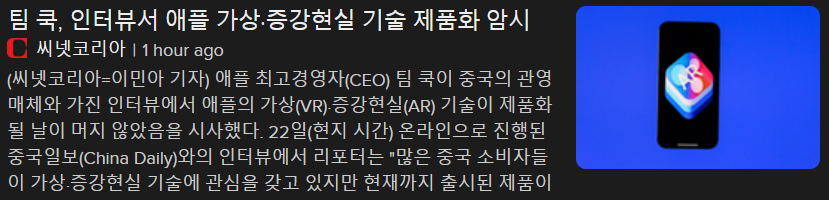 팀 쿡, 인터뷰서 애플 가상·증강현실 기술 제품화 암시
씨넷코리아 | 1 hour ago
(씨넷코리아=이민아 기자) 애플 최고경영자(CEO) 팀 쿡이 중국의 관영
매체와 가진 인터뷰에서 애플의 가상(VR)·증강현실(AR) 기술이 제품화
될 날이 머지 않았음을 시사했다. 22일(현지 시간) 온라인으로 진행된
중국일보(China Daily)와의 인터뷰에서 리포터는 "많은 중국 소비자들
이 가상·증강현실 기술에 관심을 갖고 있지만 현재까지 출시된 제품이
AR